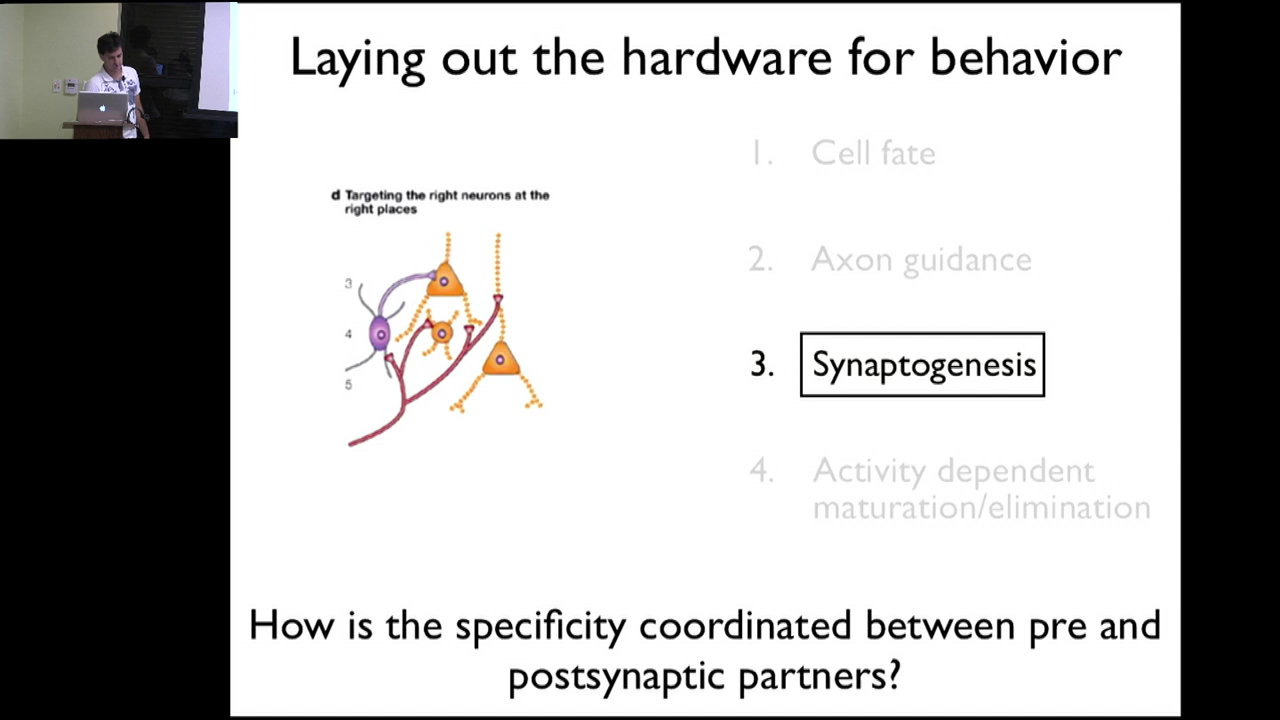 Laying out the hardware for behavior
d Targeting the right neurons at the
right places
3
4
5
1. Cell fate
2. Axon guidance
3. Synaptogenesis
4. Activity dependent
maturation/elimination
How is the specificity coordinated between pre and
postsynaptic partners?